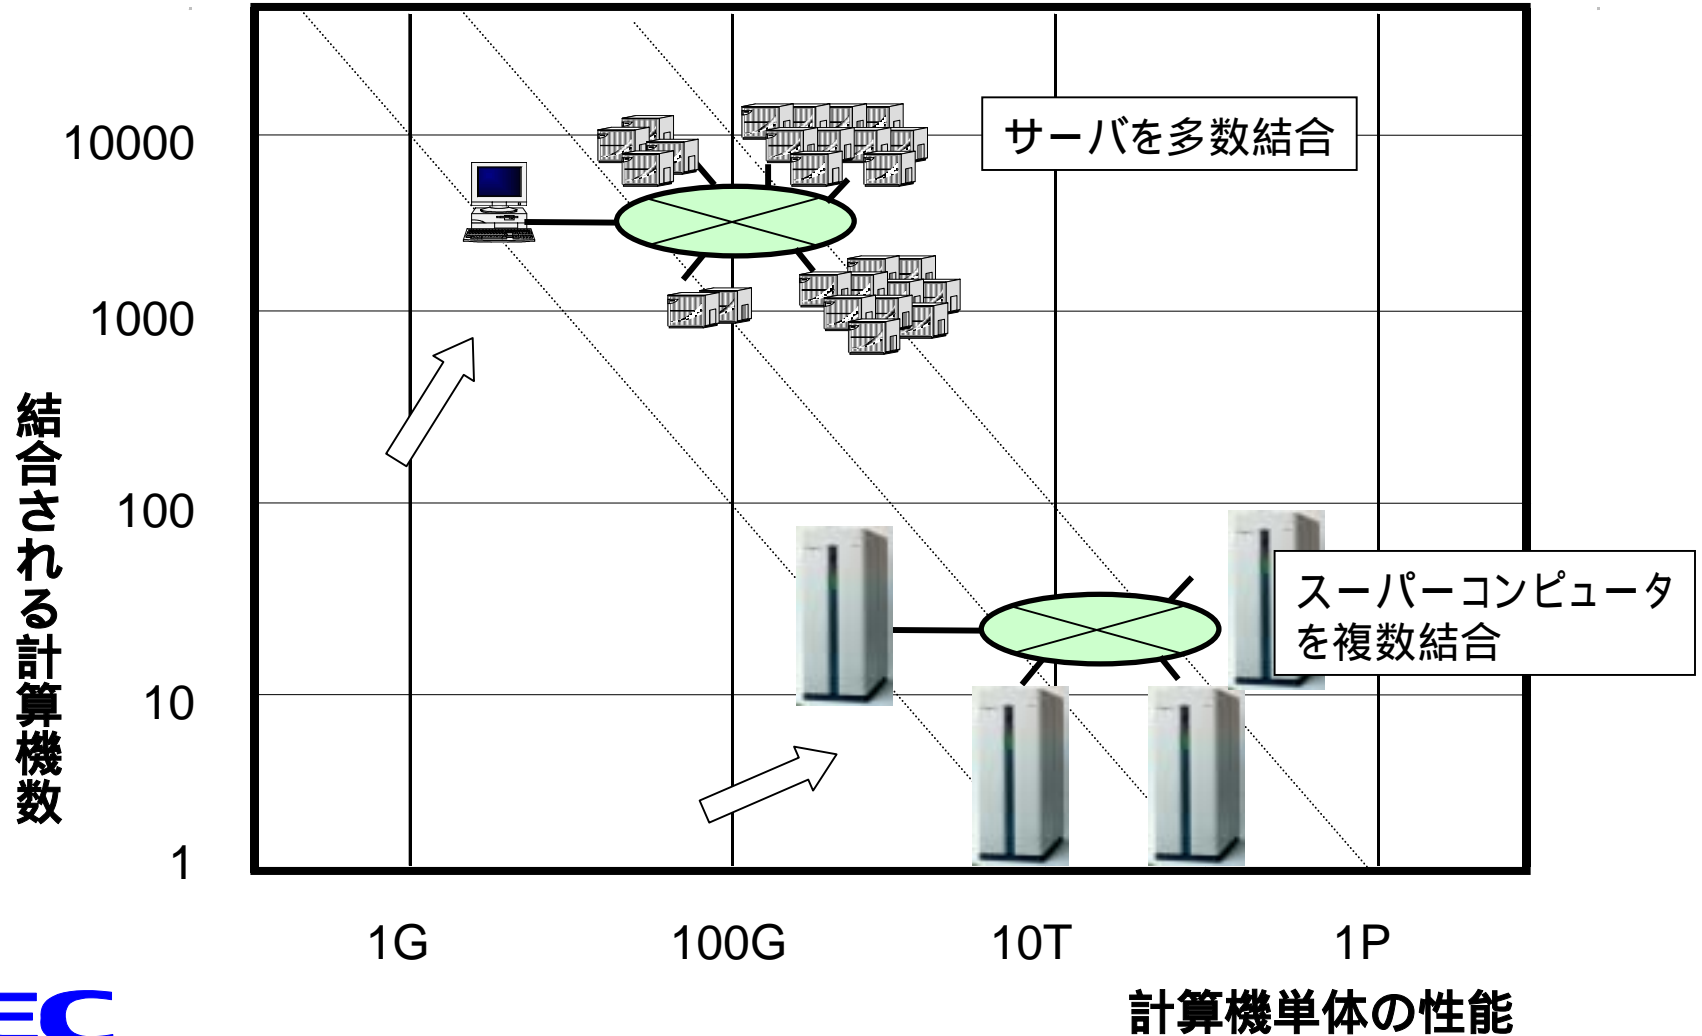 サーバを多数結合
10000
1000
結合される計算機数
100
スーパーコンピュータ
を複数結合
10
1
1G 100G 10T 1P
EC
計算機単体の性能